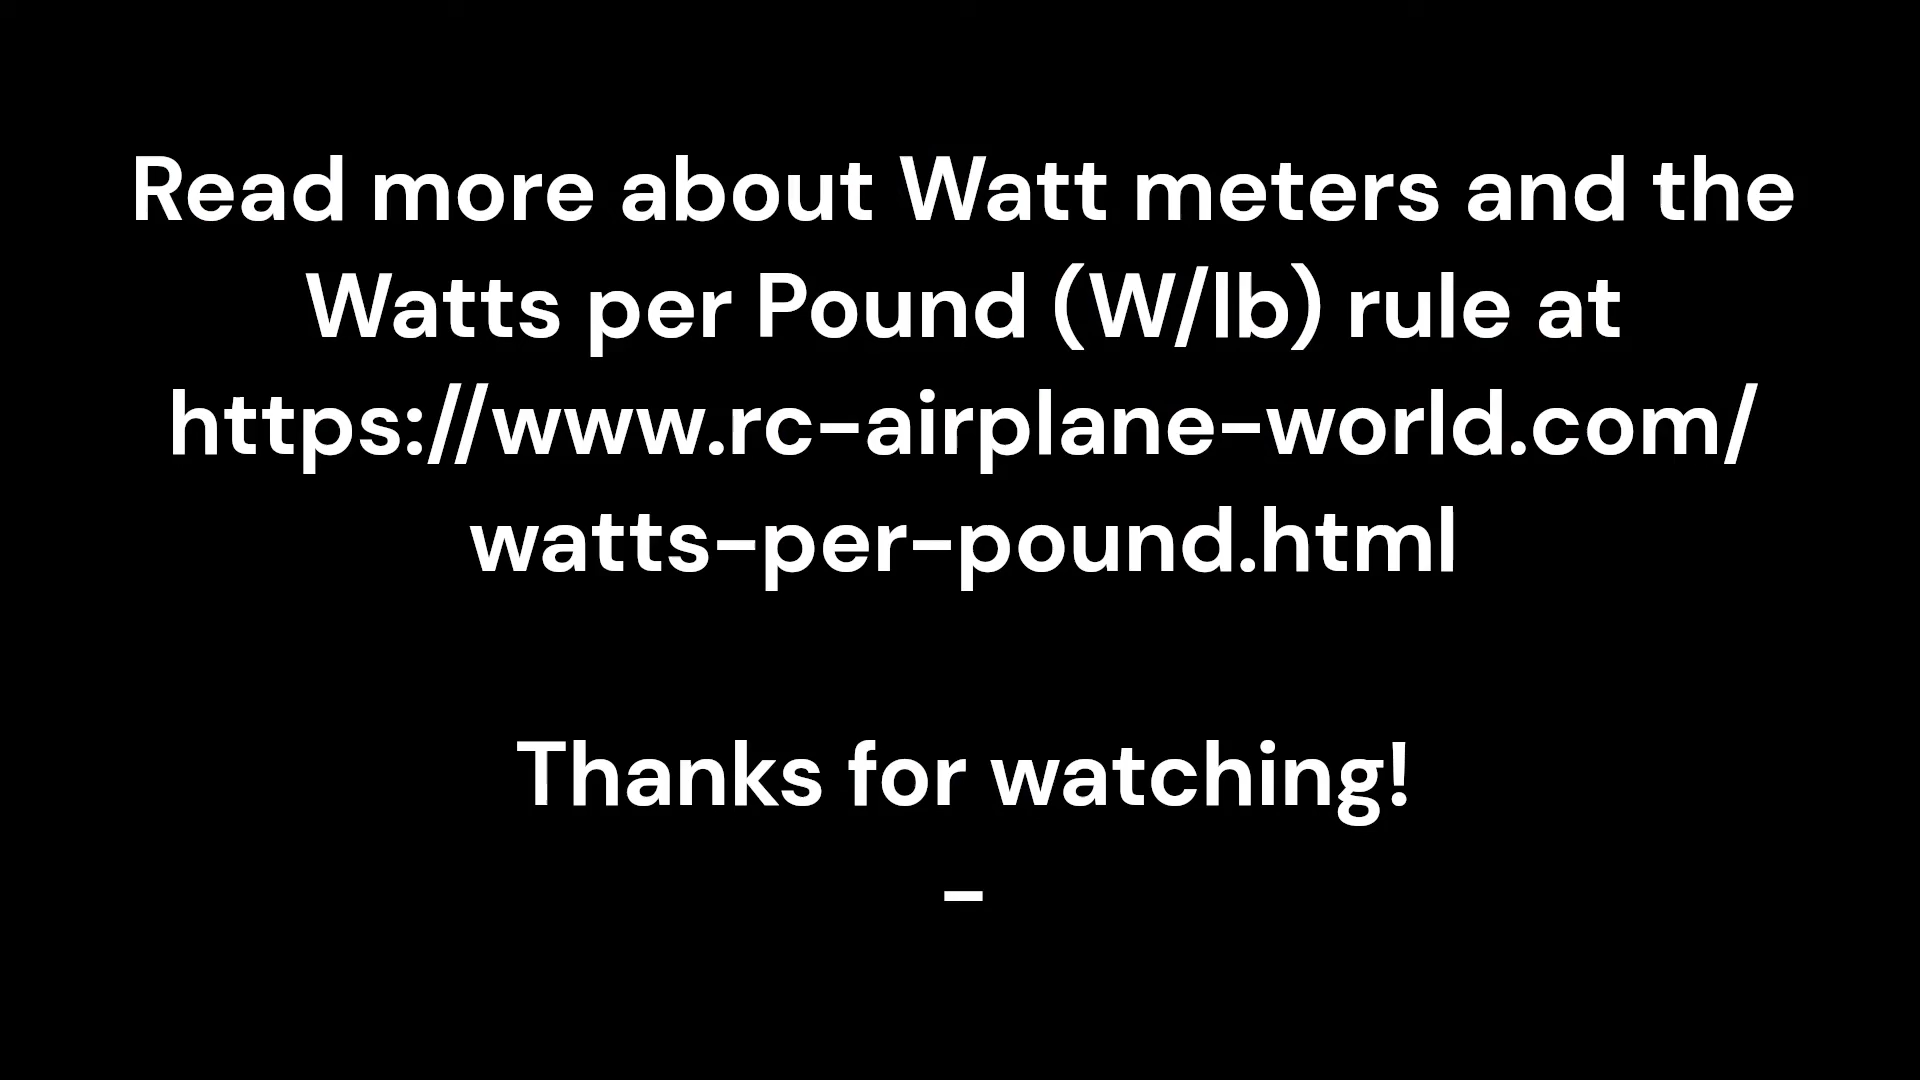 Read more about Watt meters and the
Watts per Pound (W/lb) rule at
https://www.rc-airplane-world.com/
watts-per-pound.html
Thanks for watching!
-